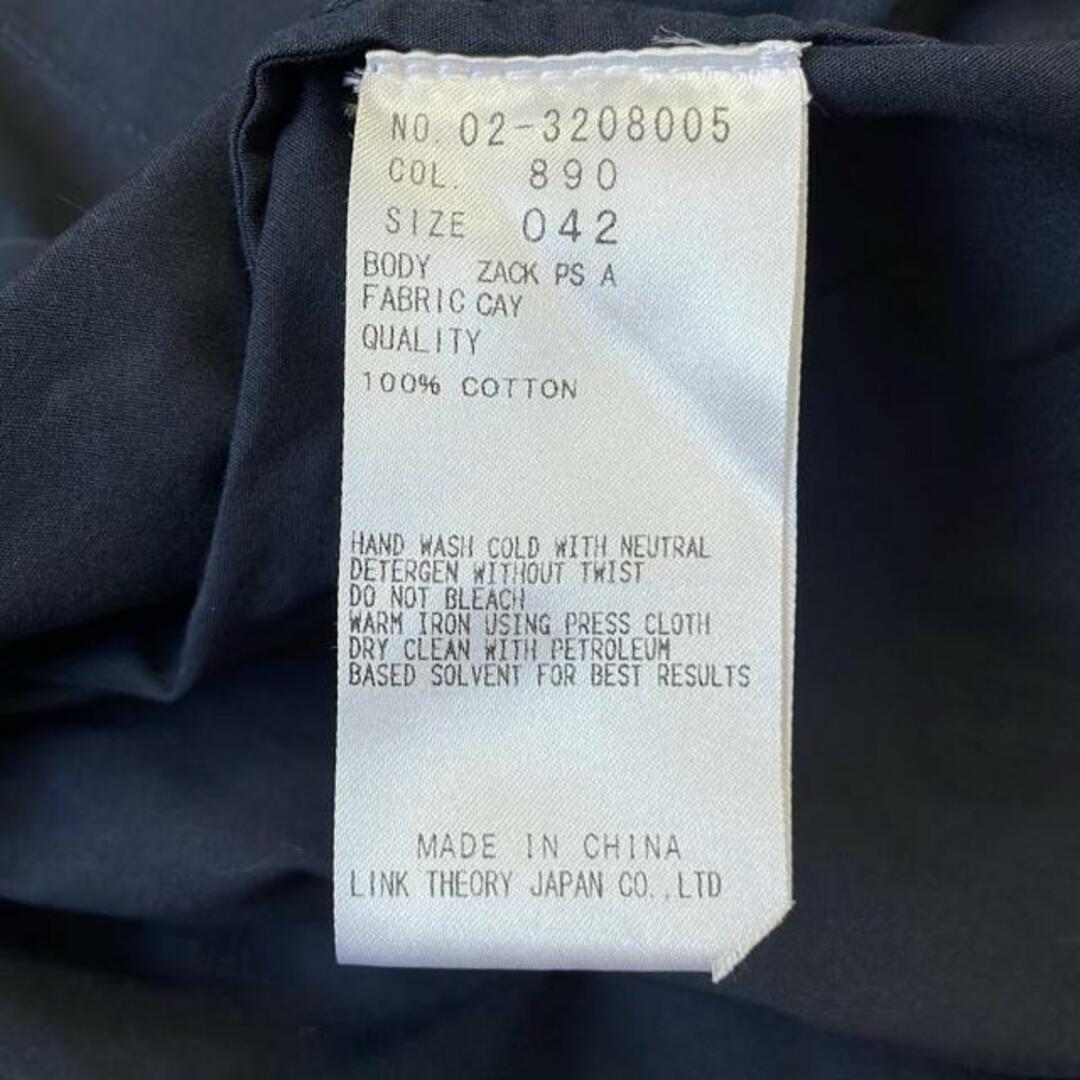 NO. 02-3208005
COL. 890
SIZE 042
BODY ZACK PS A
FABRIC CAY
QUALITY
100% COTTON
HAND WASH COLD WITH NEUTRAL
DETERGEN WITHOUT TWIST
DO NOT BLEACH
WARM IRON USING PRESS CLOTH
DRY CLEAN WITH PETROLEUM
BASED SOLVENT FOR BEST RESULTS
MADE IN CHINA
LINK THEORY JAPAN CO.,LTD